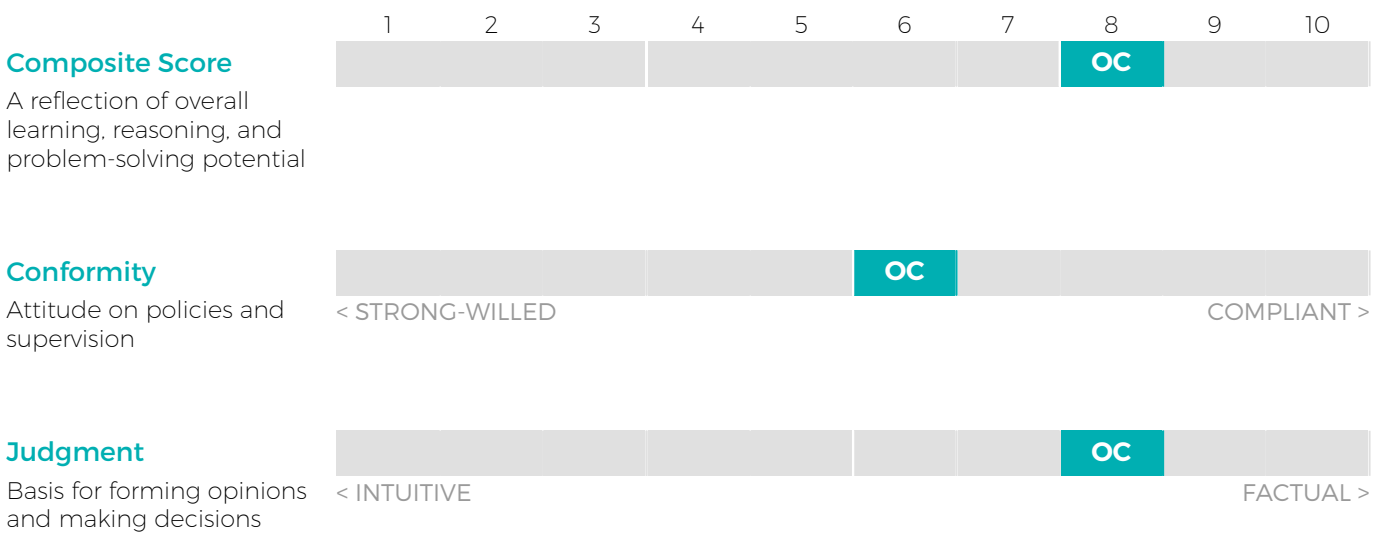 1 2 3 4 5 6 7 8 9 10
Composite Score
OC
A reflection of overall
learning, reasoning, and
problem-solving potential
Conformity
OC
Attitude on policies and
supervision
< STRONG-WILLED COMPLIANT >
Judgment
OC
Basis for forming opinions
and making decisions
< INTUITIVE FACTUAL >